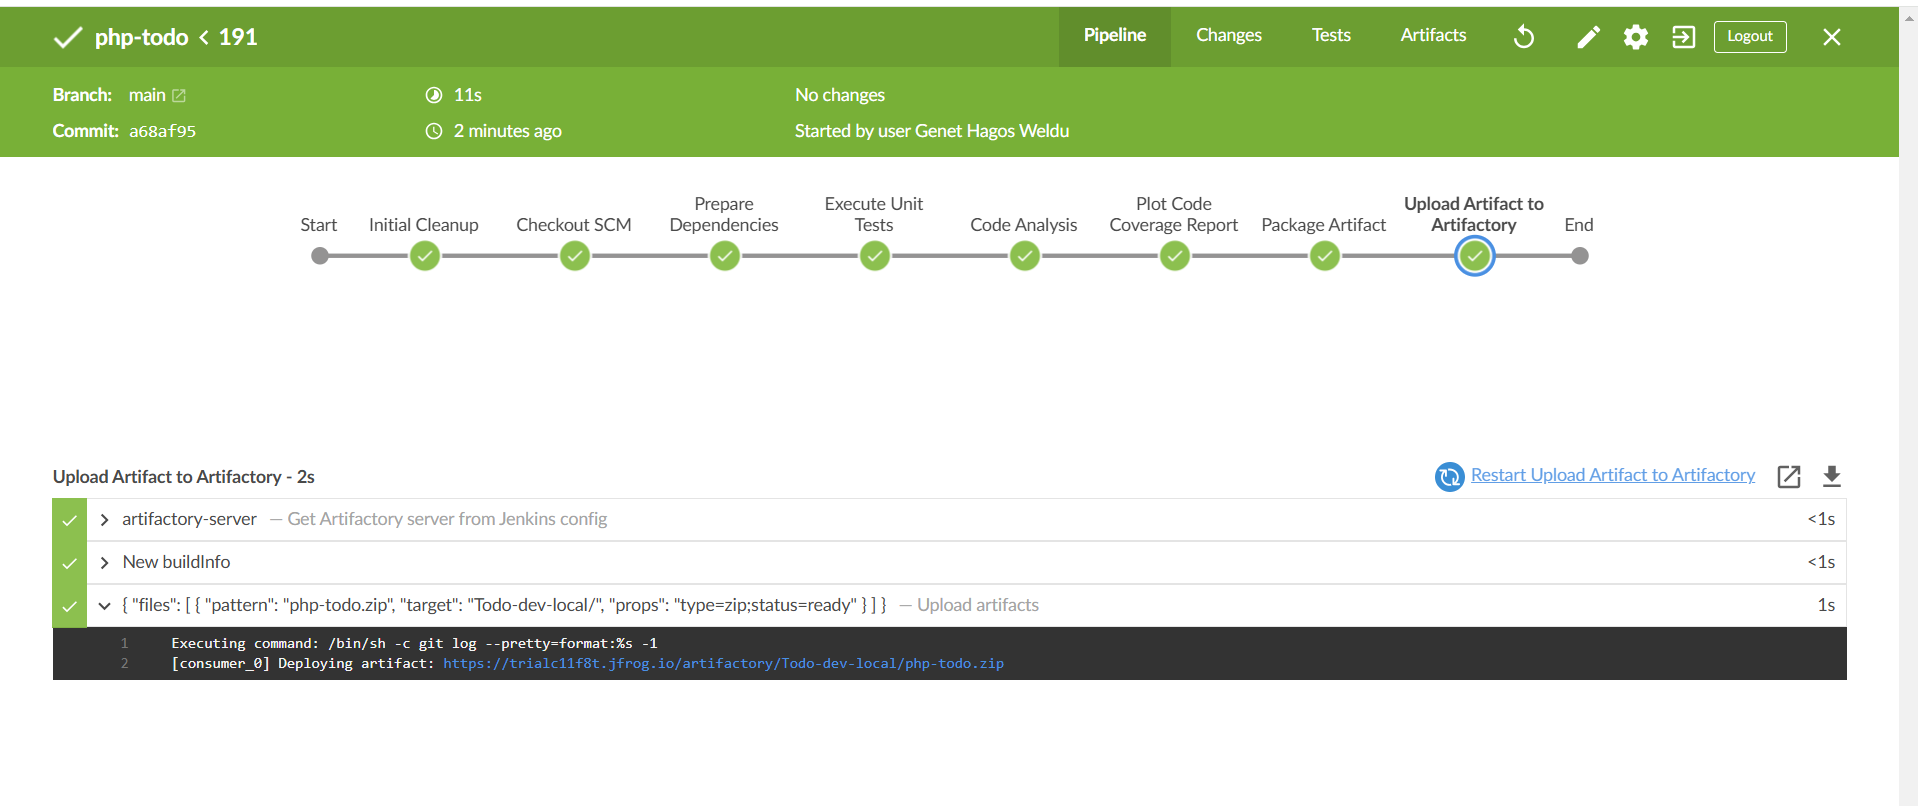 php-todo < 191
Pipeline
Changes
Tests
Artifacts
Logout
Branch: main
11s
No changes
Commit: a68af95
2 minutes ago
Started by user Genet Hagos Weldu
Start
Initial Cleanup
Checkout SCM
Prepare
Dependencies
Execute Unit
Tests
Code Analysis
Plot Code
Coverage Report
Package Artifact
Upload Artifact to
Artifactory
End
Upload Artifact to Artifactory - 2s
Restart Upload Artifact to Artifactory
artifactory-server — Get Artifactory server from Jenkins config
<1s
New buildInfo
<1s
{ "files": [ { "pattern": "php-todo.zip", "target": "Todo-dev-local/", "props": "type=zip;status=ready" } ] } — Upload artifacts
1s
1 Executing command: /bin/sh -c git log --pretty=format:%s -1
2 [consumer_0] Deploying artifact: https://trialc11f8t.jfrog.io/artifactory/Todo-dev-local/php-todo.zip